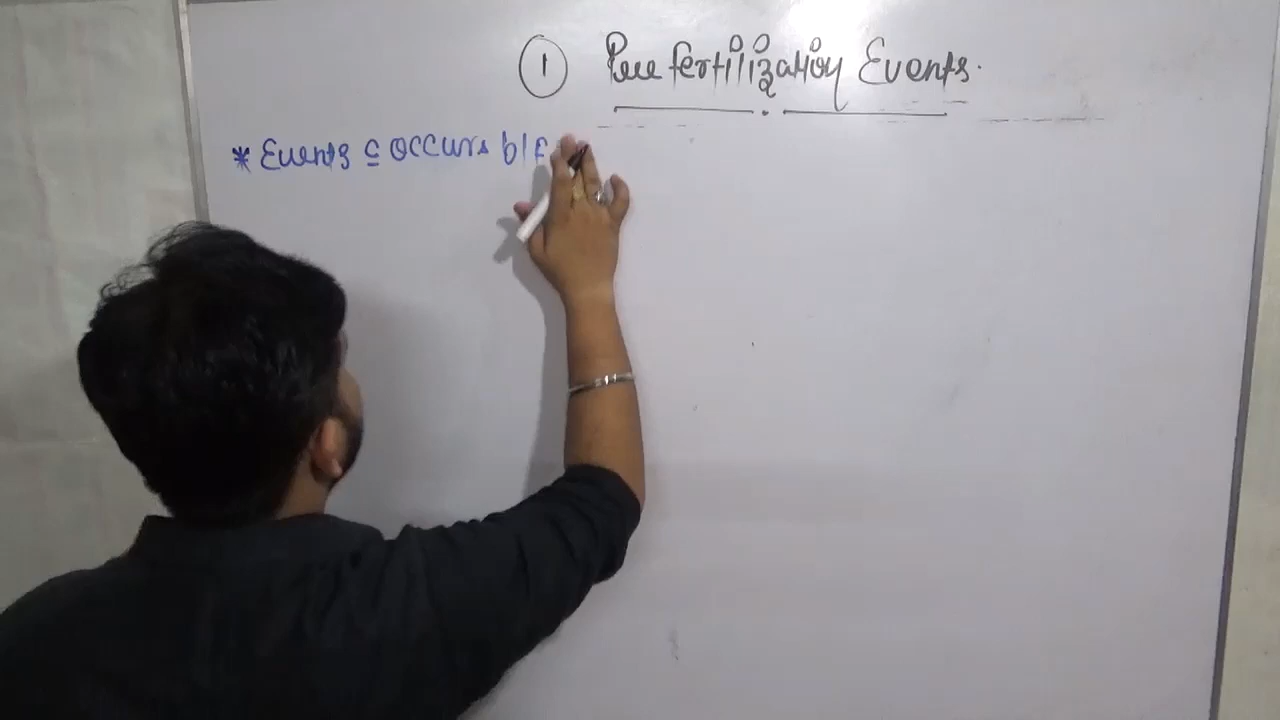 ① Pre fertilization Events.
* Events c̲ occurs b/f